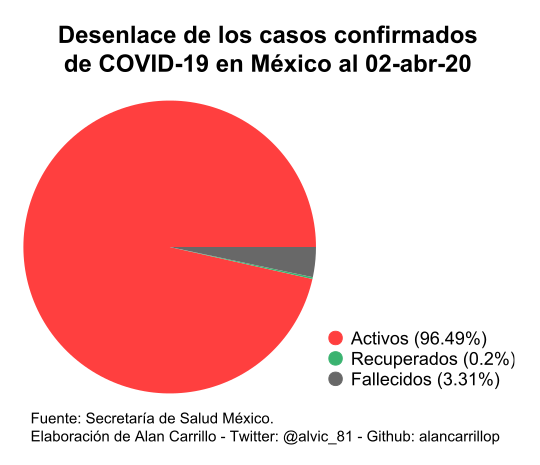 Desenlace de los casos confirmados
de COVID-19 en México al 02-abr-20
Activos (96.49%)
Recuperados (0.2%)
Fallecidos (3.31%)
Fuente: Secretaría de Salud México.
Elaboración de Alan Carrillo - Twitter: @alvic_81 - Github: alancarrillop